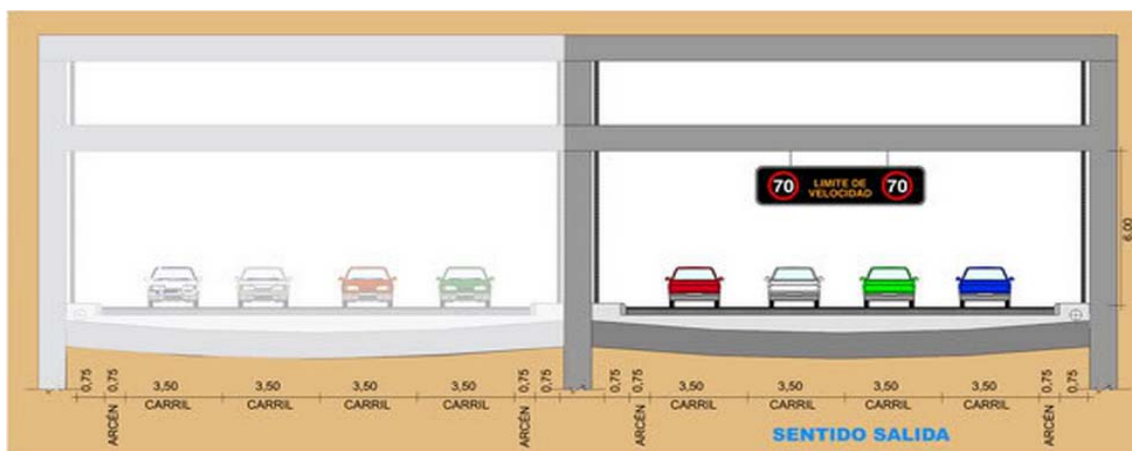 70 LIMITE DE VELOCIDAD 70
6.00
0,75 0,75 3,50 3,50 3,50 3,50 0,75 0,75 0,75 0,75 3,50 3,50 3,50 3,50 0,75 0,75
ARCÉN CARRIL CARRIL CARRIL CARRIL ARCÉN ARCÉN CARRIL CARRIL CARRIL CARRIL ARCÉN
SENTIDO SALIDA